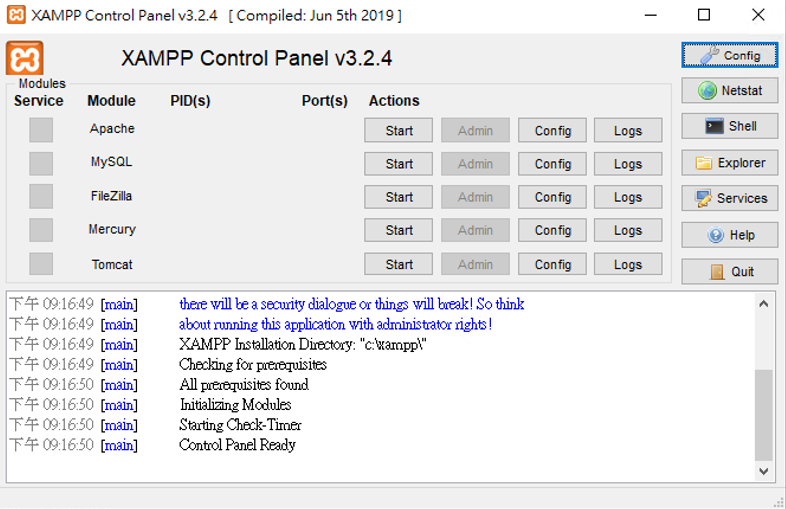 XAMPP Control Panel v3.2.4 [ Compiled: Jun 5th 2019 ]
XAMPP Control Panel v3.2.4
Config
Modules
Service Module PID(s) Port(s) Actions
Netstat
Apache Start Admin Config Logs
Shell
MySQL Start Admin Config Logs
Explorer
FileZilla Start Admin Config Logs
Services
Mercury Start Admin Config Logs
Help
Tomcat Start Admin Config Logs
Quit
下午 09:16:49 [main] there will be a security dialogue or things will break! So think
下午 09:16:49 [main] about running this application with administrator rights!
下午 09:16:49 [main] XAMPP Installation Directory: "c:\xampp\"
下午 09:16:49 [main] Checking for prerequisites
下午 09:16:50 [main] All prerequisites found
下午 09:16:50 [main] Initializing Modules
下午 09:16:50 [main] Starting Check-Timer
下午 09:16:50 [main] Control Panel Ready